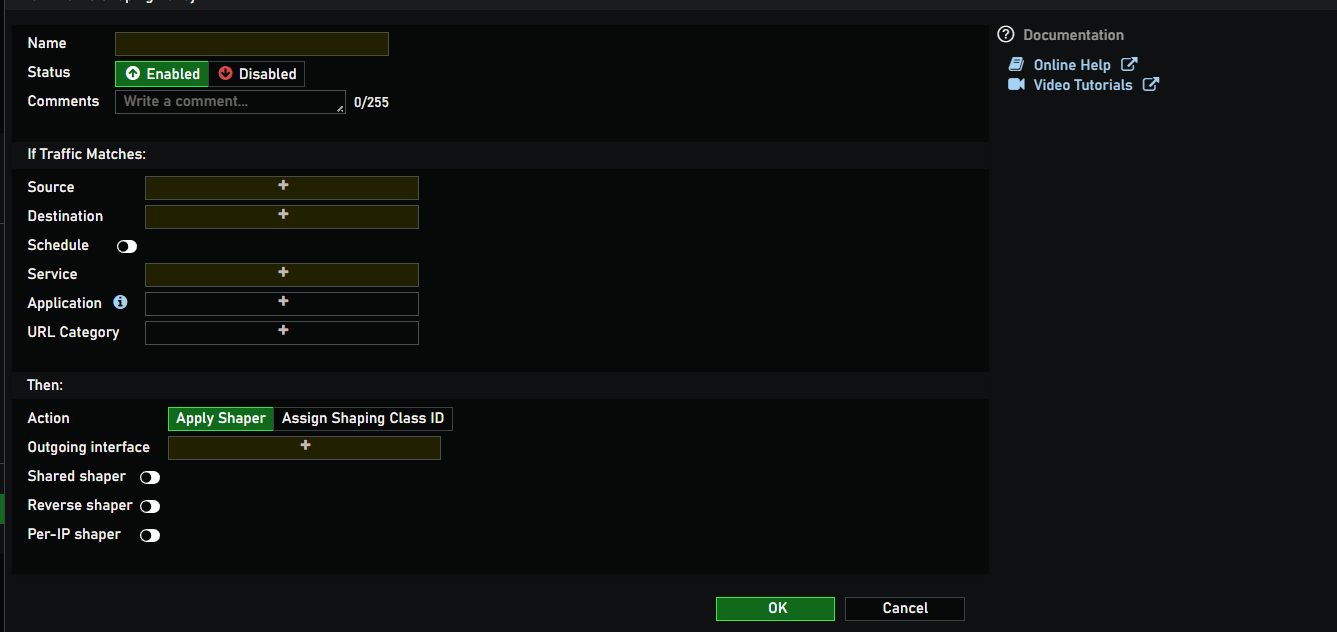 Name
Status Enabled Disabled
Comments Write a comment... 0/255
If Traffic Matches:
Source +
Destination +
Schedule
Service +
Application +
URL Category +
Then:
Action Apply Shaper Assign Shaping Class ID
Outgoing interface +
Shared shaper
Reverse shaper
Per-IP shaper
OK Cancel
Documentation
Online Help
Video Tutorials